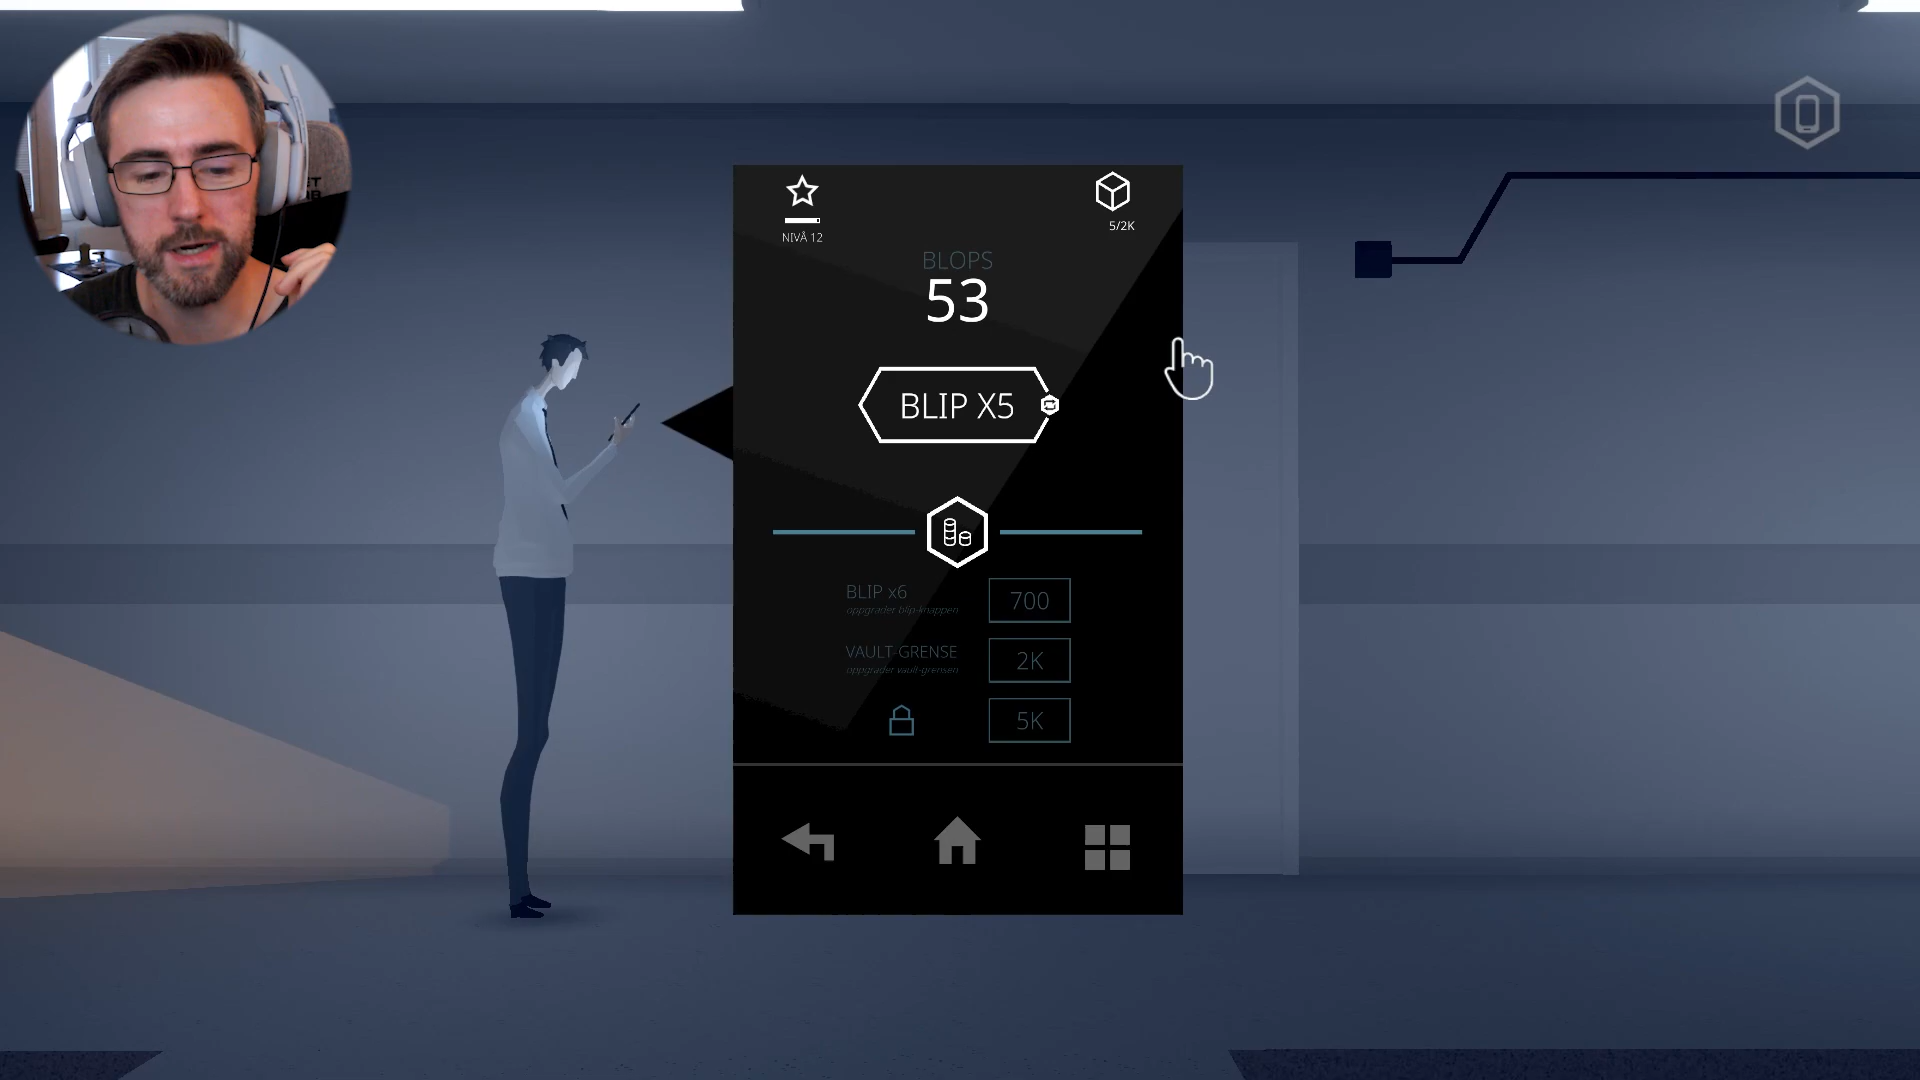 NIVÅ 12
5/2K
BLOPS
53
BLIP X5
BLIP x6
oppgrader blip-knappen
700
VAULT GRENSE
oppgrader vault-grensen
2K
5K